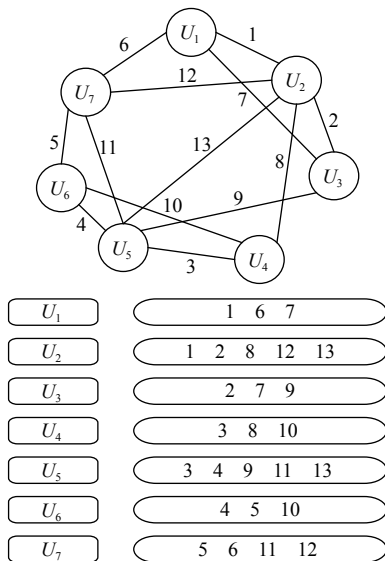 U1
6
1
12
U2
U7
7
13
2
11
8
5
U3
U6
10
9
4
U5
3
U4
U1 1 6 7
U2 1 2 8 12 13
U3 2 7 9
U4 3 8 10
U5 3 4 9 11 13
U6 4 5 10
U7 5 6 11 12